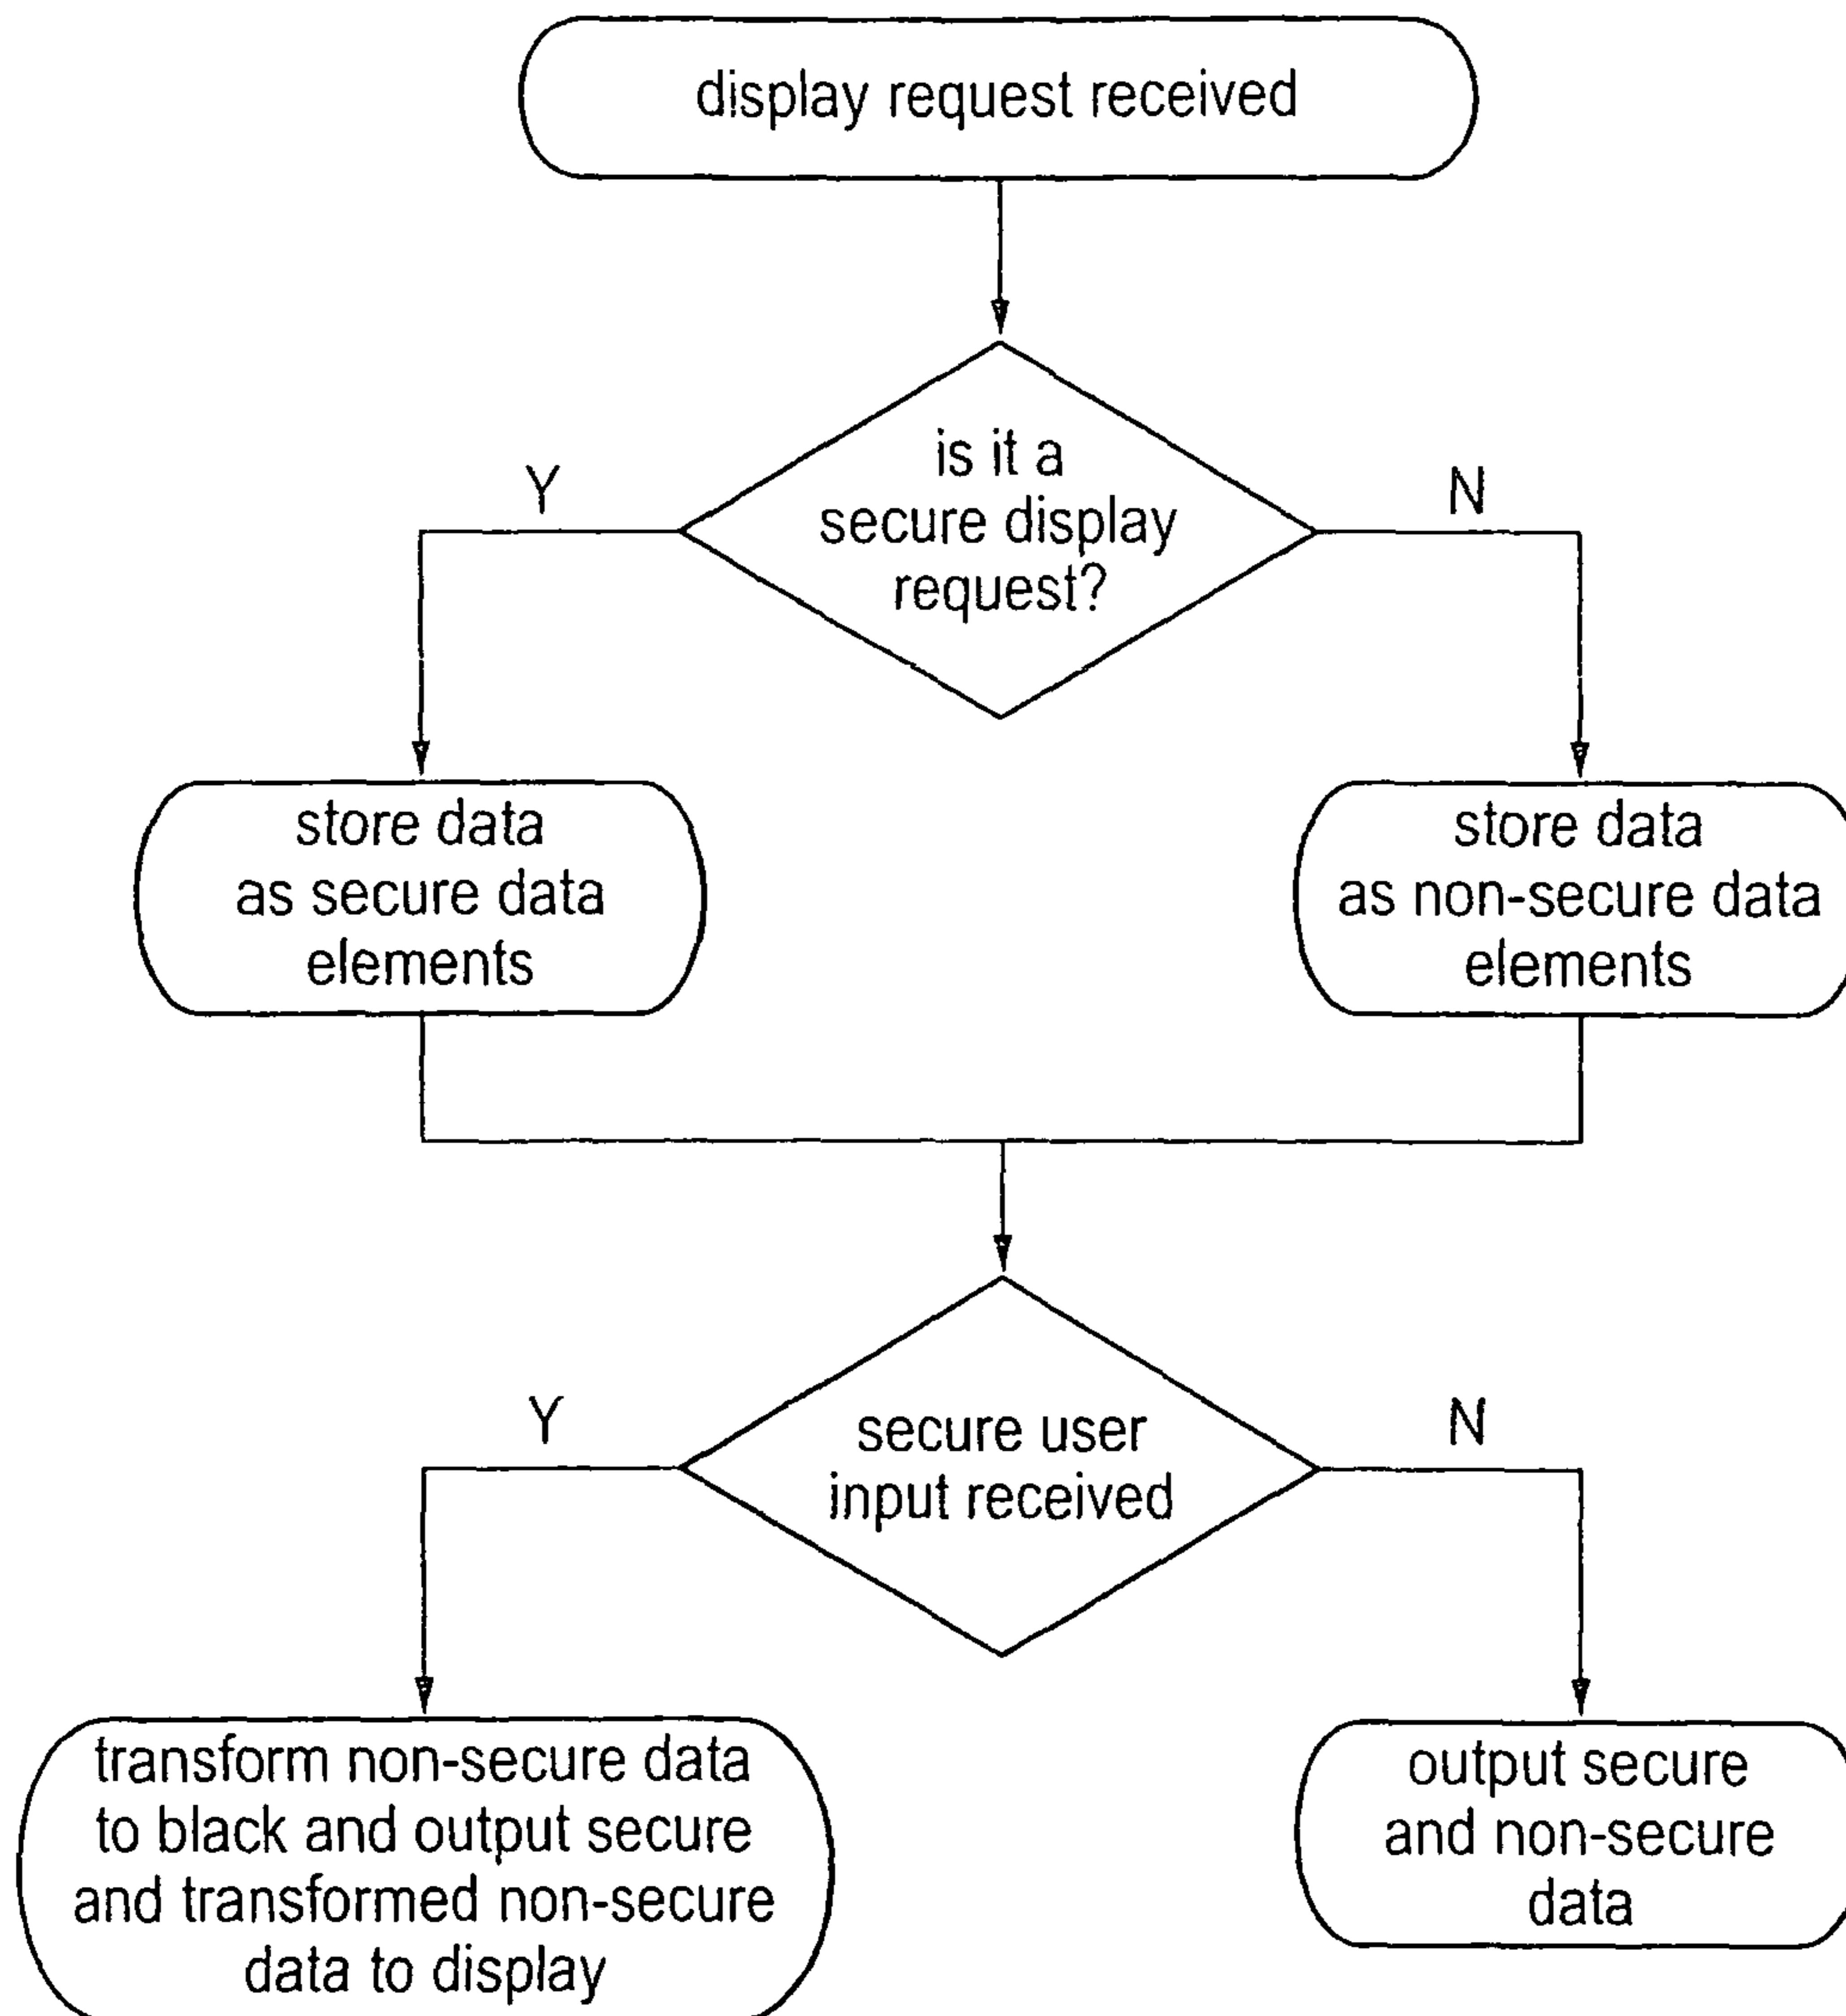 display request received
is it a
secure display
request?
Y
N
store data
as secure data
elements
store data
as non-secure data
elements
secure user
input received
Y
N
transform non-secure data
to black and output secure
and transformed non-secure
data to display
output secure
and non-secure
data